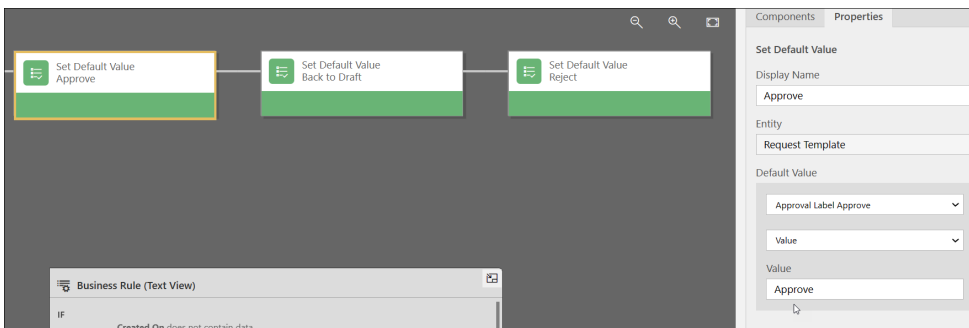 Components Properties
Set Default Value
Approve
Set Default Value
Back to Draft
Set Default Value
Reject
Set Default Value
Display Name
Approve
Entity
Request Template
Default Value
Approval Label Approve
Value
Value
Approve
Business Rule (Text View)
IF
Created On does not contain data